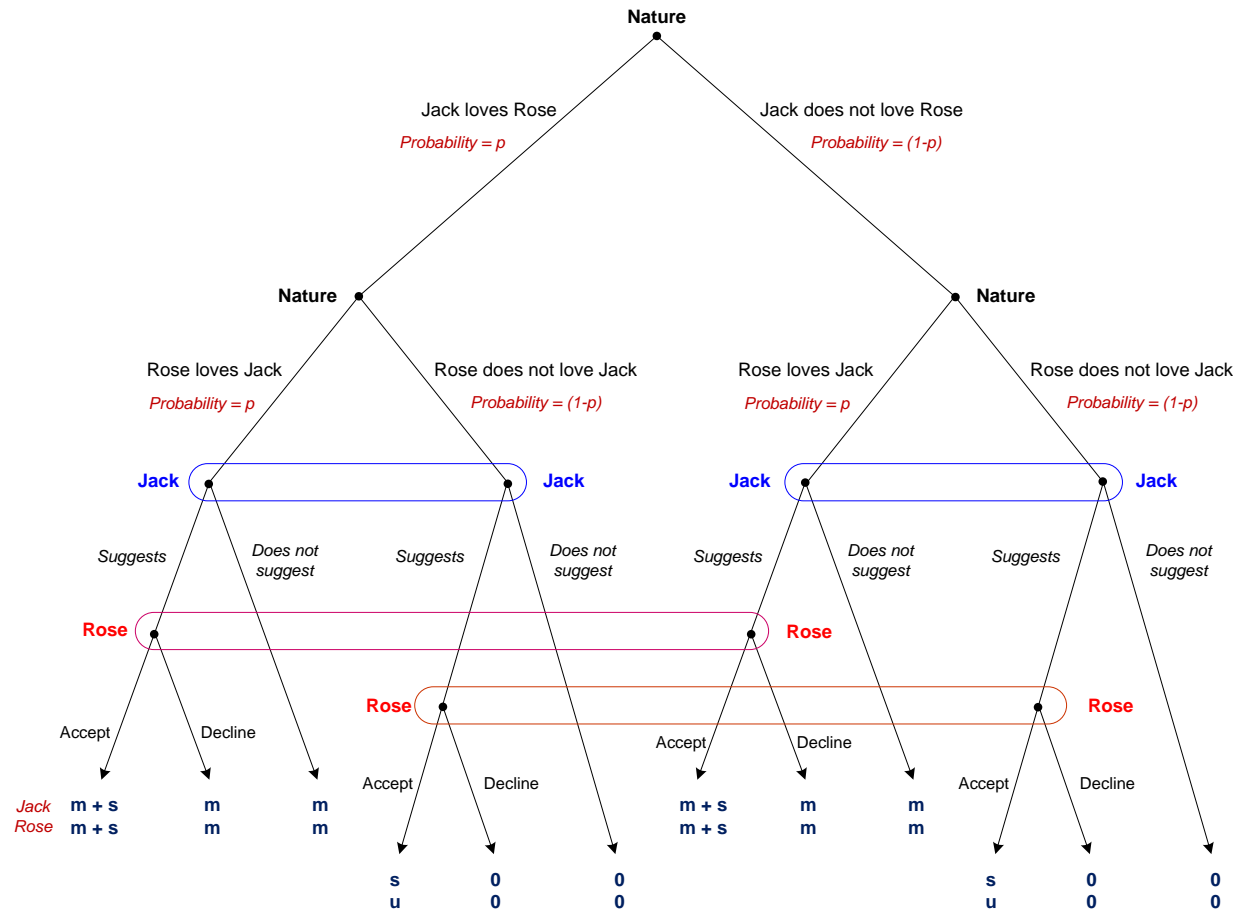 Nature
Jack loves Rose
Jack does not love Rose
Probability = p
Probability = (1-p)
Nature
Nature
Rose loves Jack
Rose does not love Jack
Rose loves Jack
Rose does not love Jack
Probability = p
Probability = (1-p)
Probability = p
Probability = (1-p)
Jack
Jack
Jack
Jack
Suggests
Does not
suggest
Suggests
Does not
suggest
Suggests
Does not
suggest
Suggests
Does not
suggest
Rose
Rose
Rose
Rose
Accept
Decline
Accept
Decline
Accept
Decline
Accept
Decline
Jack m + s m m m + s m m
Rose m + s m m m + s m m
s 0 0 s 0 0
u 0 0 u 0 0